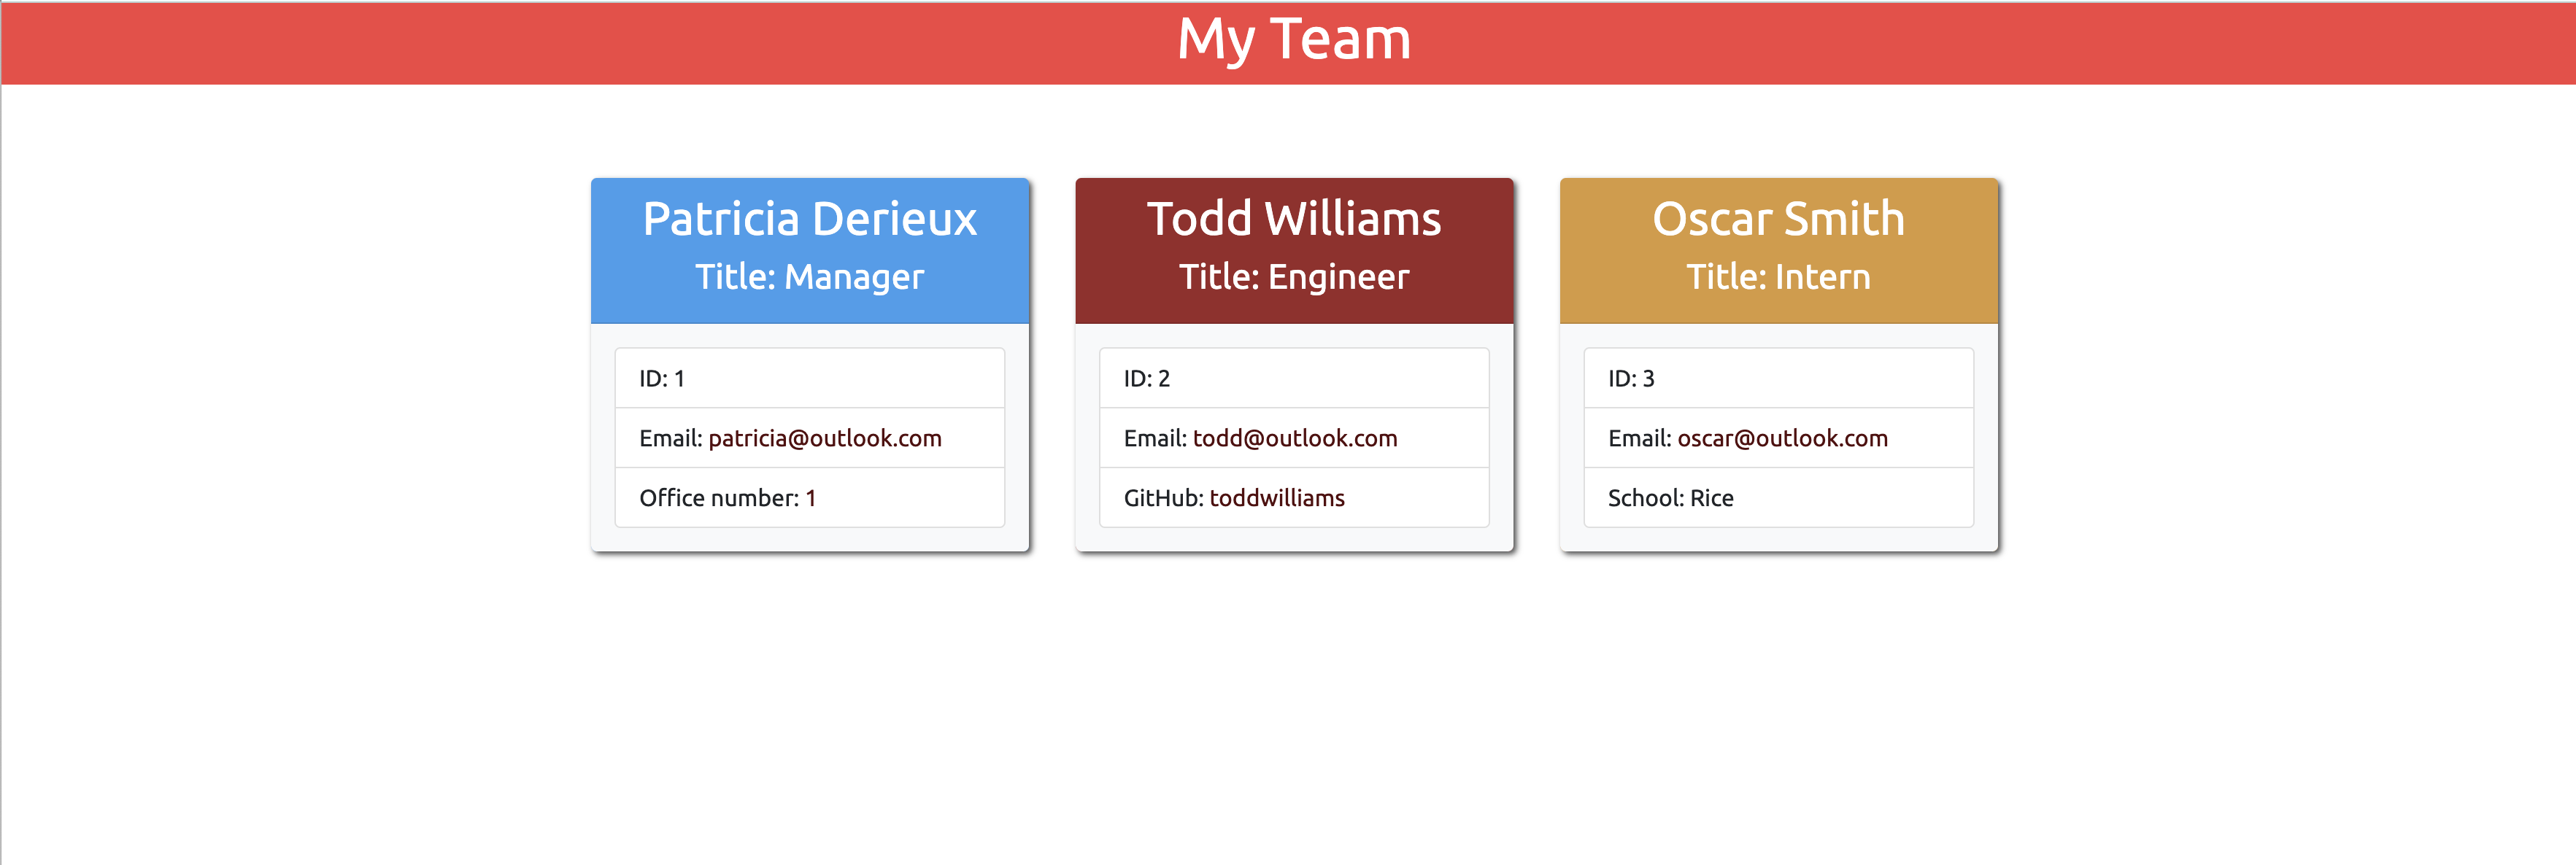 My Team
Patricia Derieux
Title: Manager
ID: 1
Email: patricia@outlook.com
Office number: 1
Todd Williams
Title: Engineer
ID: 2
Email: todd@outlook.com
GitHub: toddwilliams
Oscar Smith
Title: Intern
ID: 3
Email: oscar@outlook.com
School: Rice